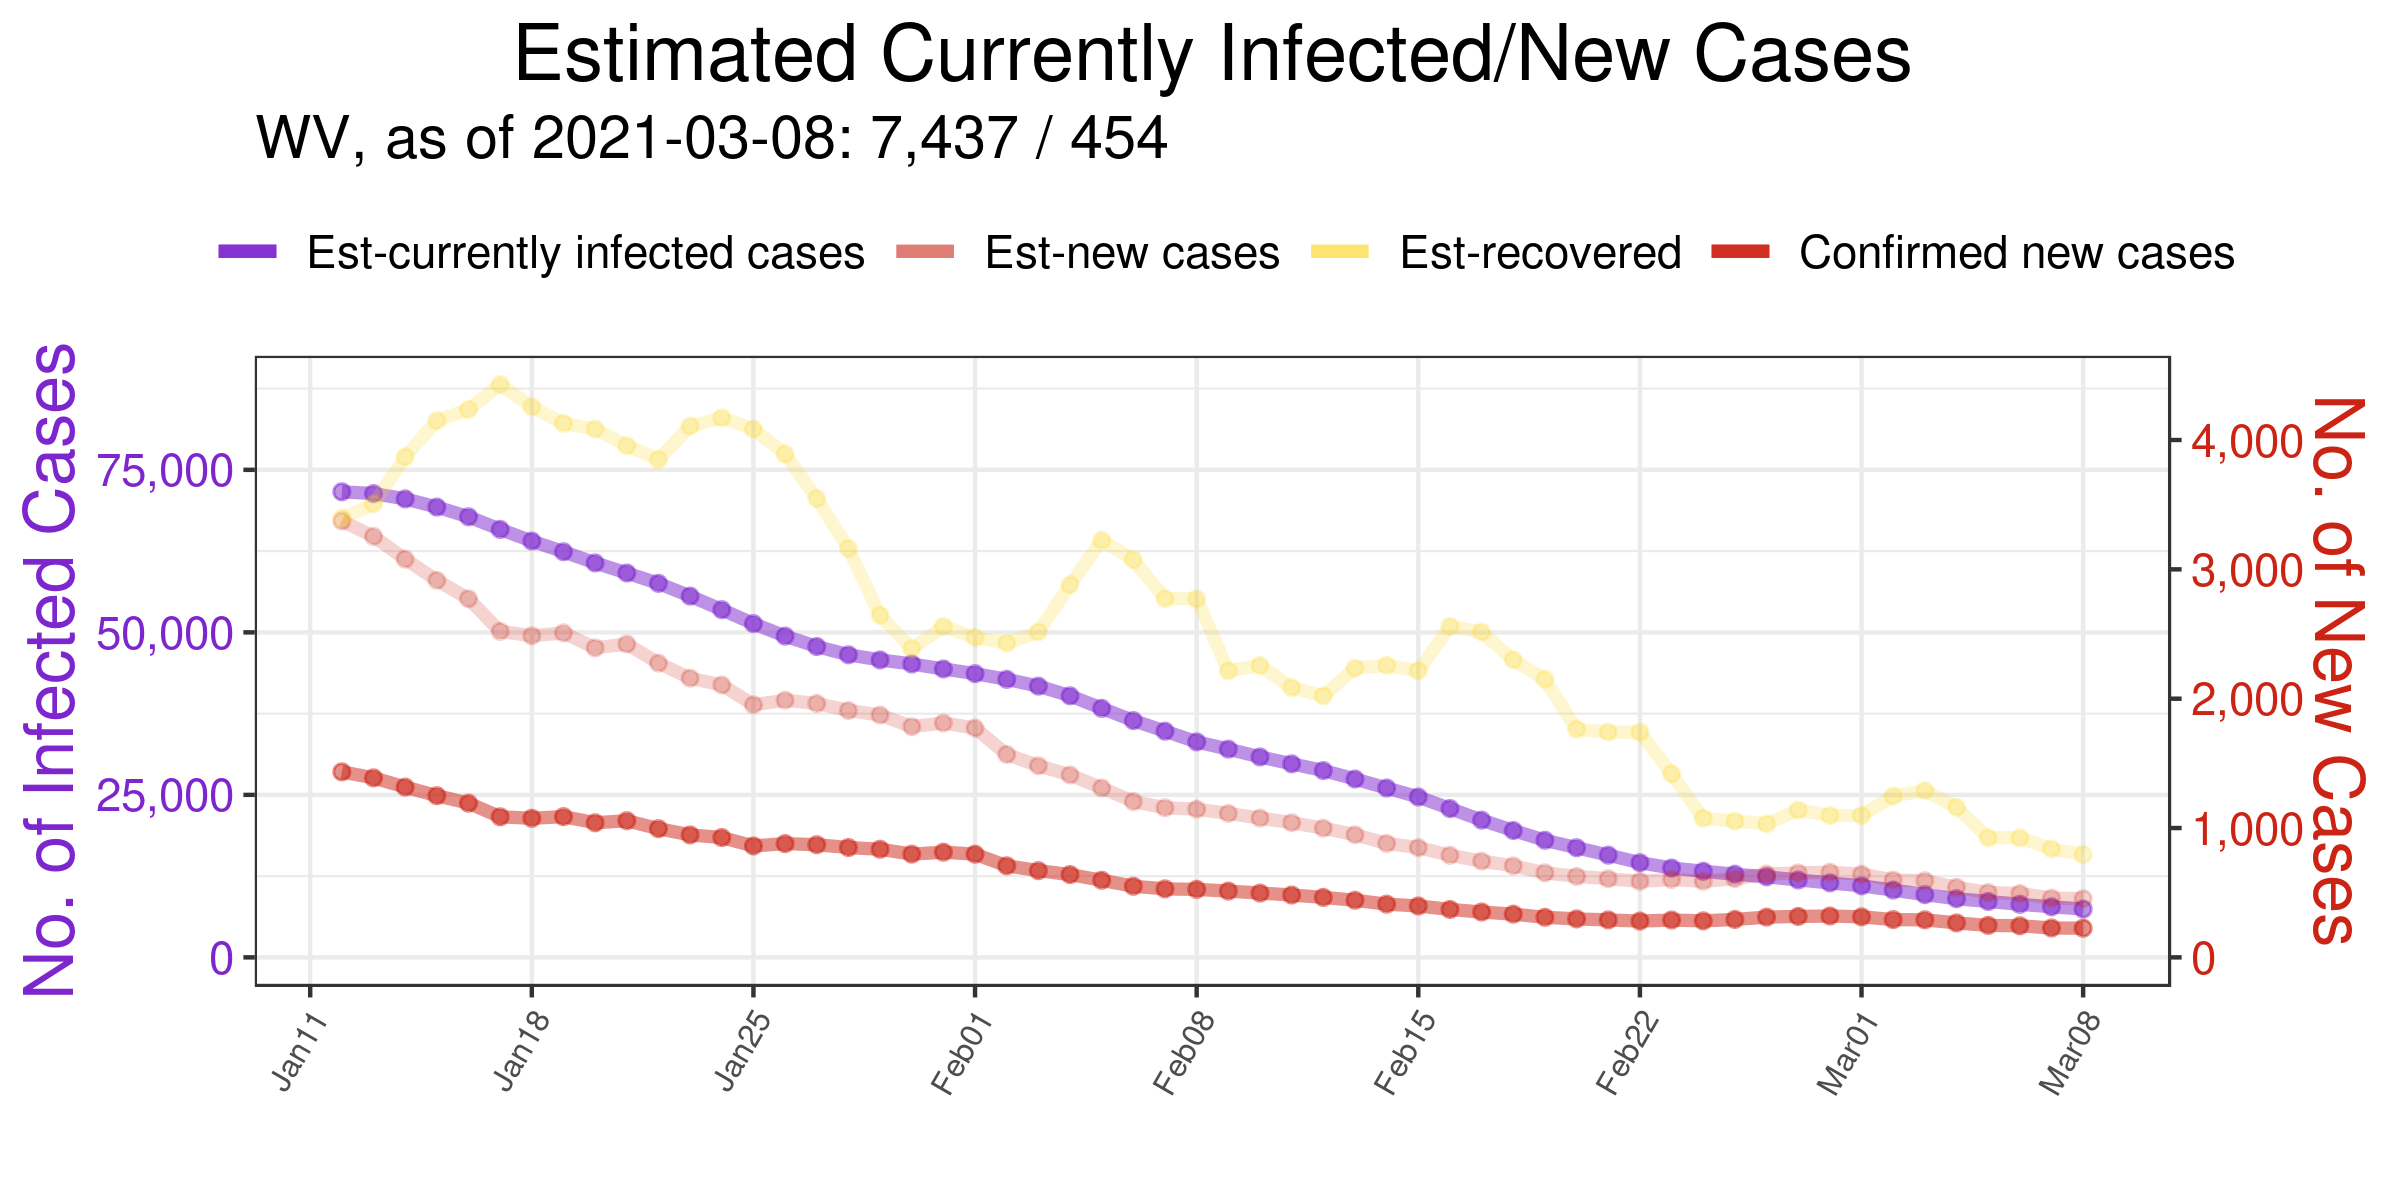 Estimated Currently Infected/New Cases
WV, as of 2021-03-08: 7,437 / 454
Est-currently infected cases
Est-new cases
Est-recovered
Confirmed new cases
No. of Infected Cases
75,000
50,000
25,000
0
4,000
3,000
2,000
1,000
0
No. of New Cases
Jan11
Jan18
Jan25
Feb01
Feb08
Feb15
Feb22
Mar01
Mar08